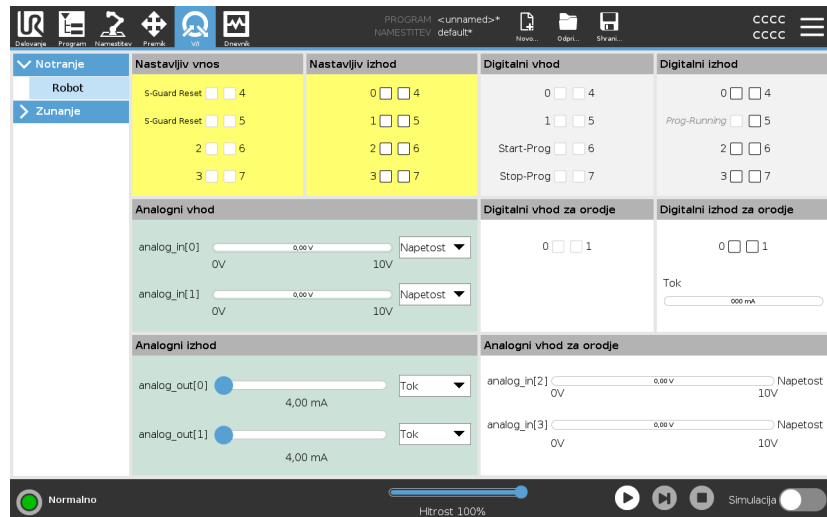 UR
PROGRAM <unnamed>*
NAMESTITEV default*
CCCC
CCCC
Delovanje Program Namestitev Premik V/I Dnevnik Novo... Odpri... Shrani...
Notranje
Robot
Zunanje
Nastavljiv vnos
S-Guard Reset 4
S-Guard Reset 5
2 6
3 7
Nastavljiv izhod
0 4
1 5
2 6
3 7
Digitalni vhod
0 4
1 5
Start-Prog 6
Stop-Prog 7
Digitalni izhod
0 4
Prog-Running 5
2 6
3 7
Analogni vhod
analog_in[0] 0,00 V Napetost
0V 10V
analog_in[1] 0,00 V Napetost
0V 10V
Digitalni vhod za orodje
0 1
Digitalni izhod za orodje
0 1
Tok
000 mA
Analogni izhod
analog_out[0] Tok
4,00 mA
analog_out[1] Tok
4,00 mA
Analogni vhod za orodje
analog_in[2] 0,00 V Napetost
0V 10V
analog_in[3] 0,00 V Napetost
0V 10V
Normalno
Hitrost 100%
Simulacija